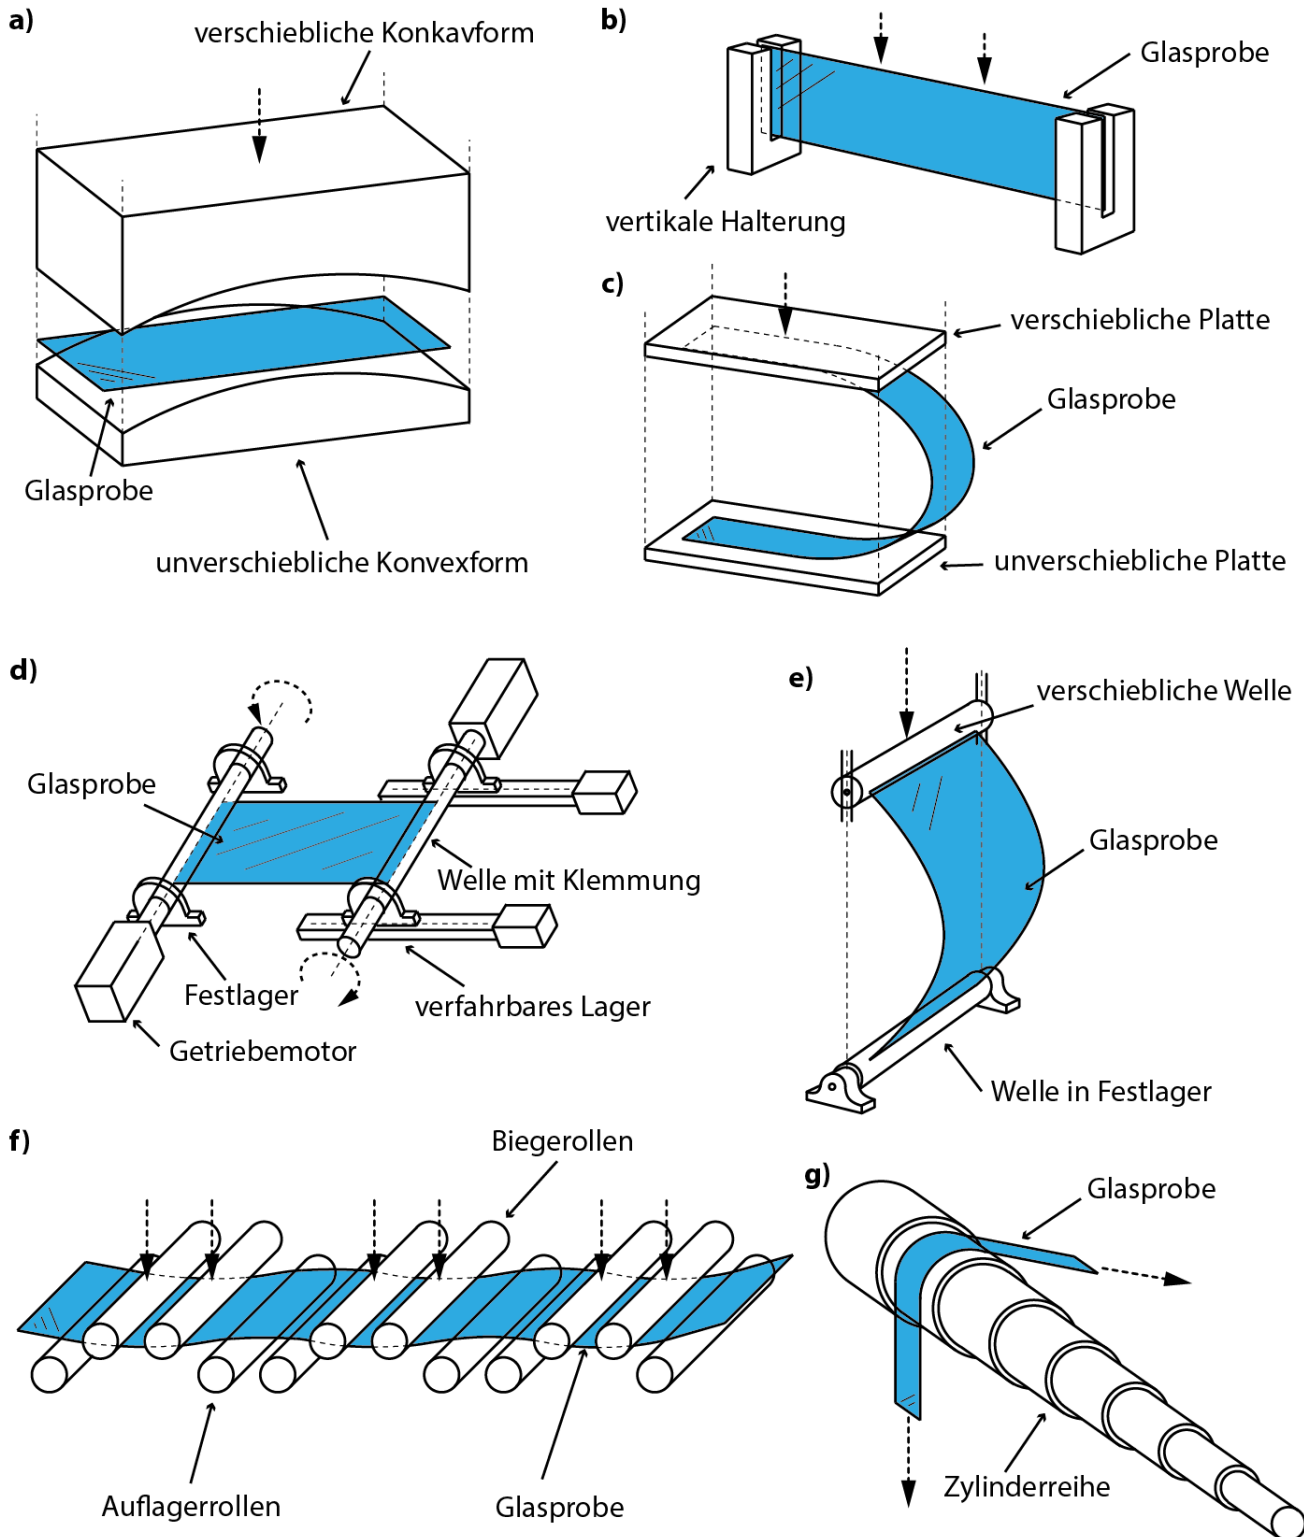 a)
verschiebliche Konkavform
Glasprobe
unverschiebliche Konvexform
b)
Glasprobe
vertikale Halterung
c)
verschiebliche Platte
Glasprobe
unverschiebliche Platte
d)
Glasprobe
Welle mit Klemmung
Festlager
verfahrbares Lager
Getriebemotor
e)
verschiebliche Welle
Glasprobe
Welle in Festlager
f)
Biegerollen
Auflagerrollen
Glasprobe
g)
Glasprobe
Zylinderreihe